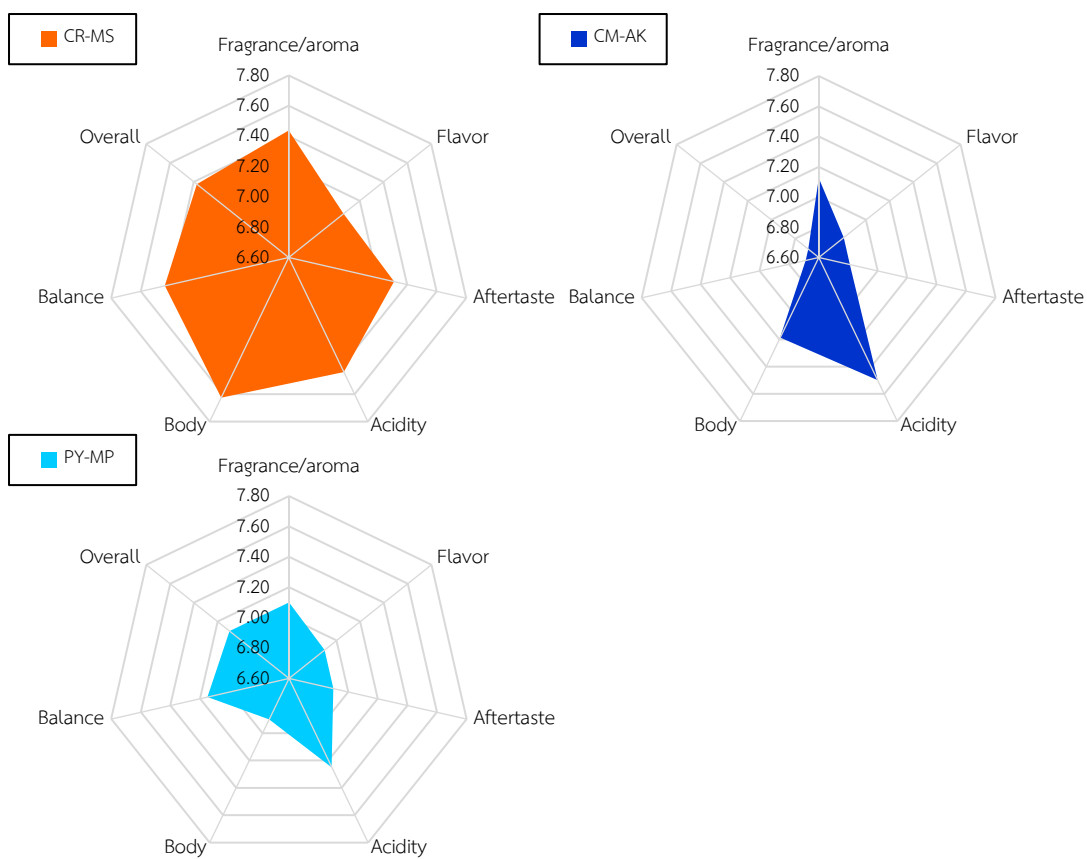 CR-MS
Fragrance/aroma
7.80
7.60
7.40
7.20
7.00
6.80
6.60
Flavor
Aftertaste
Acidity
Body
Balance
Overall
CM-AK
Fragrance/aroma
7.80
7.60
7.40
7.20
7.00
6.80
6.60
Flavor
Aftertaste
Acidity
Body
Balance
Overall
PY-MP
Fragrance/aroma
7.80
7.60
7.40
7.20
7.00
6.80
6.60
Flavor
Aftertaste
Acidity
Body
Balance
Overall